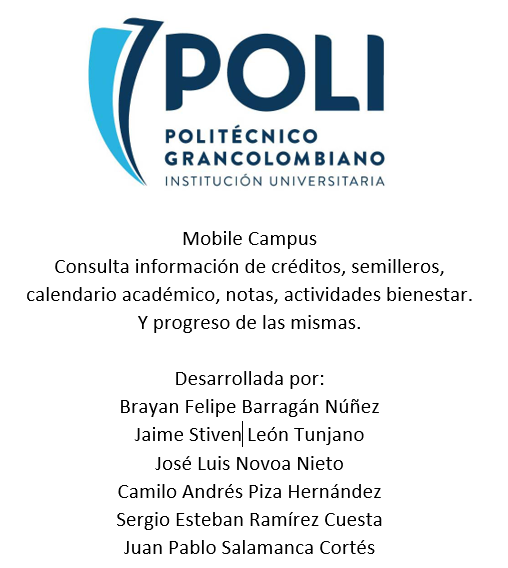 POLI
POLITÉCNICO
GRANCOLOMBIANO
INSTITUCIÓN UNIVERSITARIA
Mobile Campus
Consulta información de créditos, semilleros,
calendario académico, notas, actividades bienestar.
Y progreso de las mismas.
Desarrollada por:
Brayan Felipe Barragán Núñez
Jaime Stiven León Tunjano
José Luis Novoa Nieto
Camilo Andrés Piza Hernández
Sergio Esteban Ramírez Cuesta
Juan Pablo Salamanca Cortés